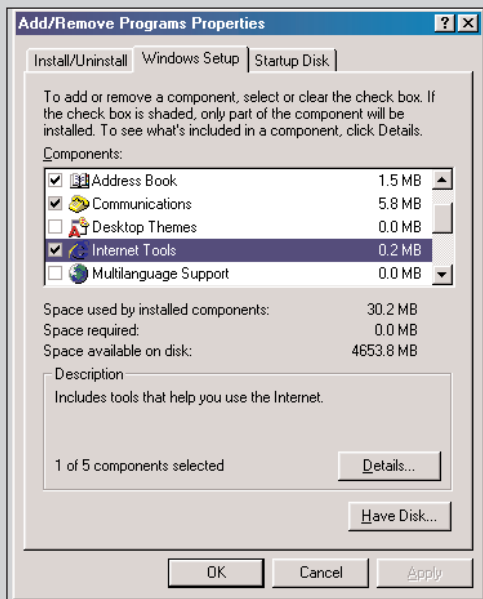 Add/Remove Programs Properties
Install/Uninstall Windows Setup Startup Disk
To add or remove a component, select or clear the check box. If
the check box is shaded, only part of the component will be
installed. To see what's included in a component, click Details.
Components:
Address Book 1.5 MB
Communications 5.8 MB
Desktop Themes 0.0 MB
Internet Tools 0.2 MB
Multilanguage Support 0.0 MB
Space used by installed components: 30.2 MB
Space required: 0.0 MB
Space available on disk: 4653.8 MB
Description
Includes tools that help you use the Internet.
1 of 5 components selected
Details...
Have Disk...
OK Cancel Apply